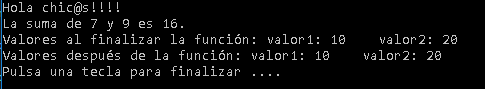 Hola chic@s!!!!
La suma de 7 y 9 es 16.
Valores al finalizar la función: valor1: 10    valor2: 20
Valores después de la función: valor1: 10    valor2: 20
Pulsa una tecla para finalizar ....